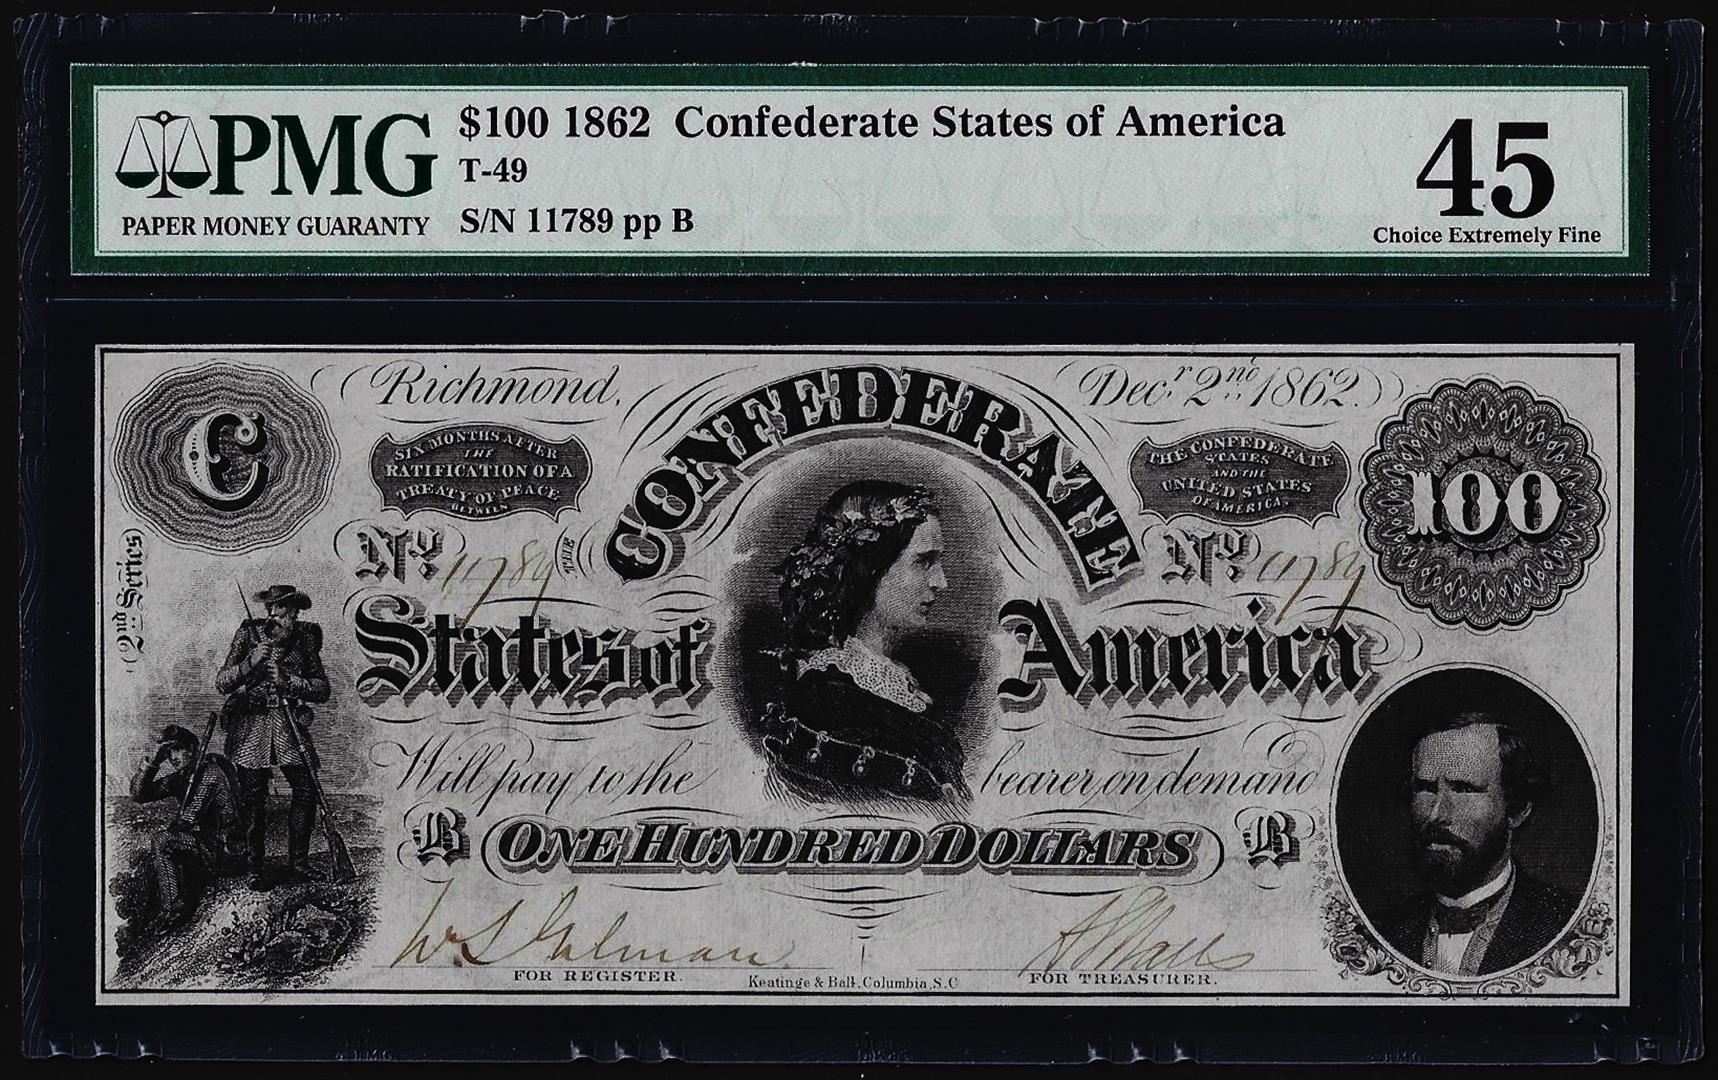 PMG
PAPER MONEY GUARANTY
$100 1862 Confederate States of America
T-49
S/N 11789 pp B
45
Choice Extremely Fine
C
Richmond,
Decr. 2nd 1862.
SIX MONTHS AFTER
THE
RATIFICATION OF A
TREATY OF PEACE
BETWEEN
THE CONFEDERATE
STATES
AND THE
UNITED STATES
OF AMERICA.
100
2nd Series
No. 11789
THE
CONFEDERATE
No. 11789
States of America
Will pay to the bearer on demand
B ONE HUNDRED DOLLARS B
FOR REGISTER.
Keatinge & Ball, Columbia, S.C
FOR TREASURER.